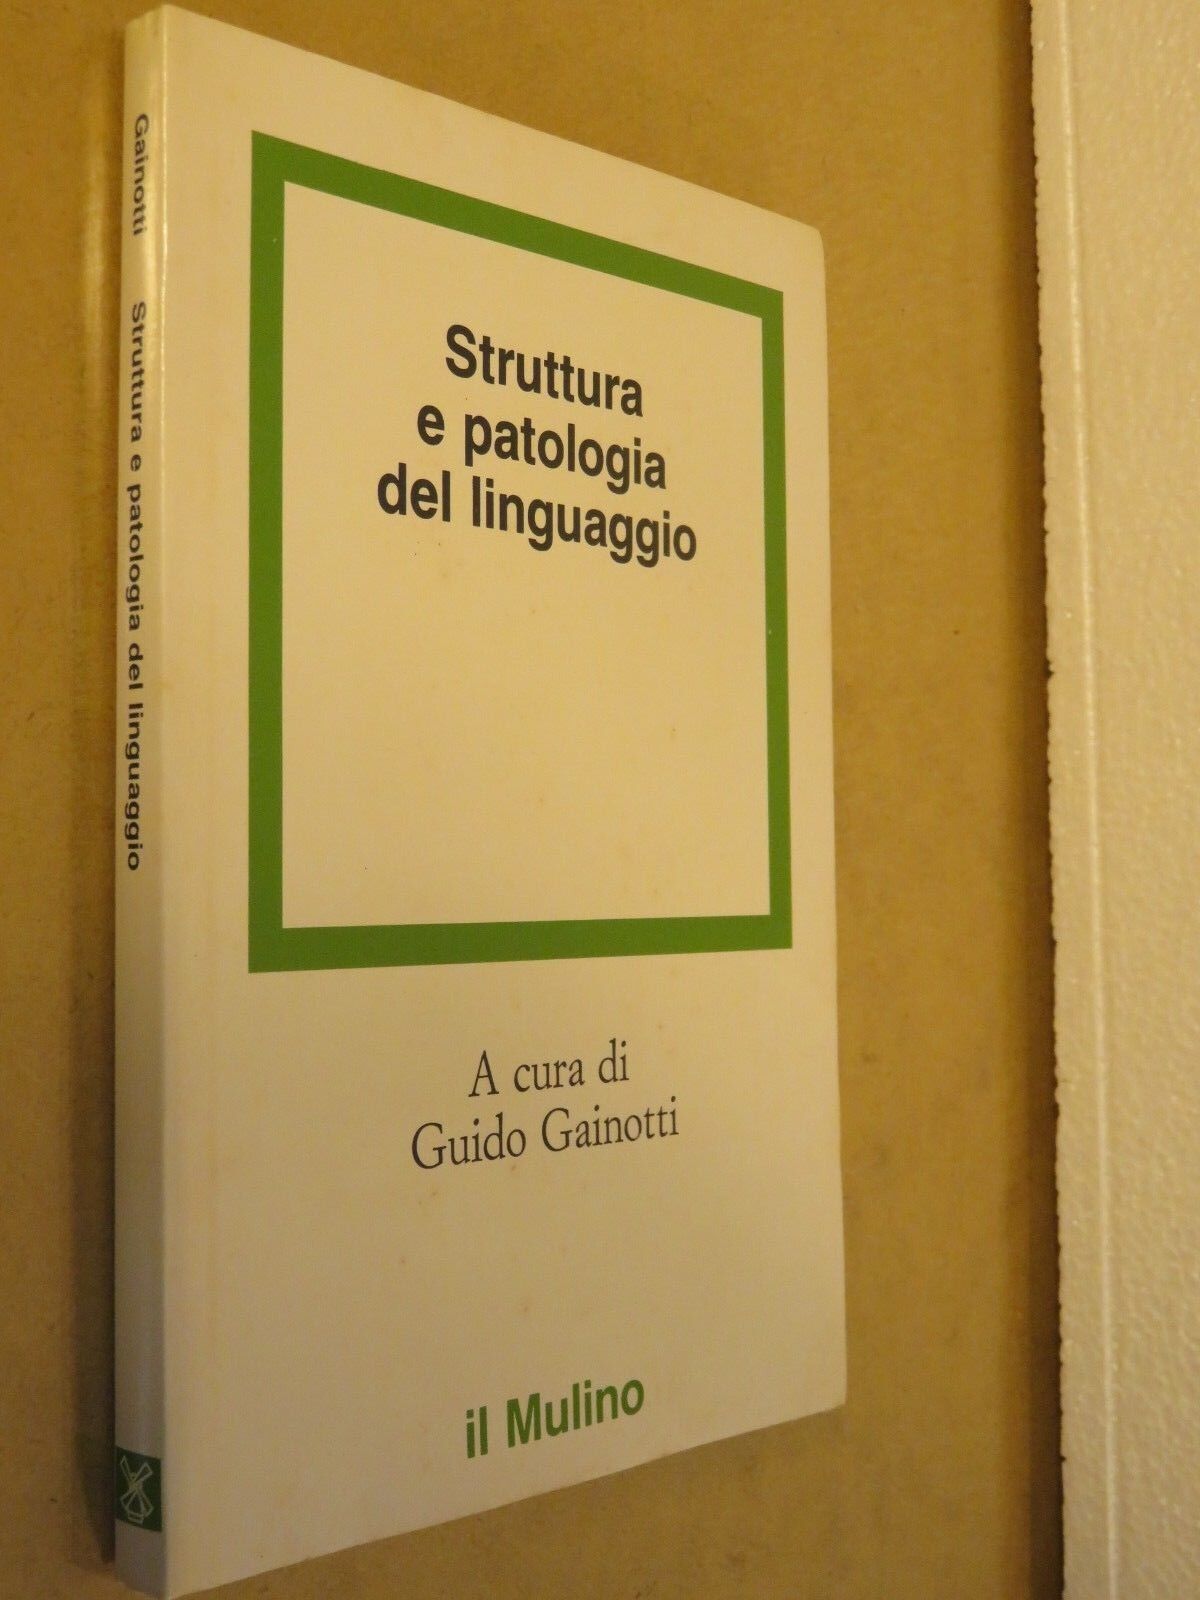 Gainotti Struttura e patologia del linguaggio
Struttura
e patologia
del linguaggio
A cura di
Guido Gainotti
il Mulino